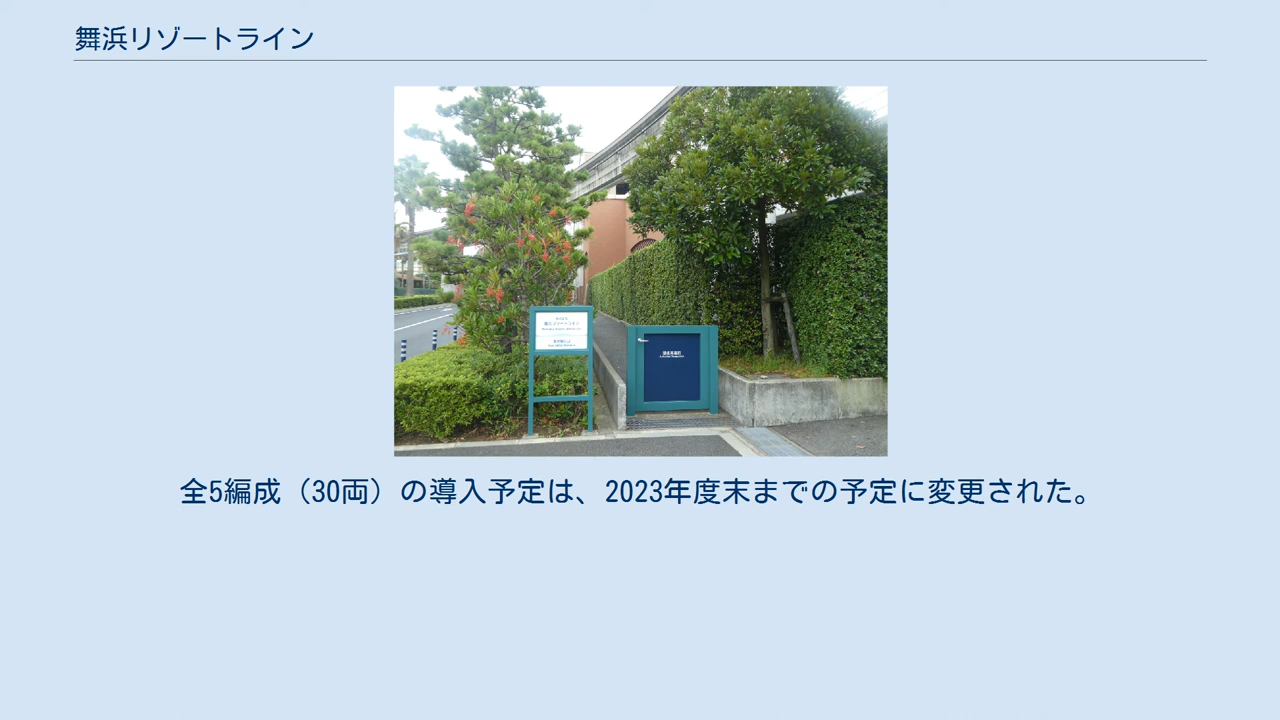 舞浜リゾートライン
全5編成（30両）の導入予定は、2023年度末までの予定に変更された。